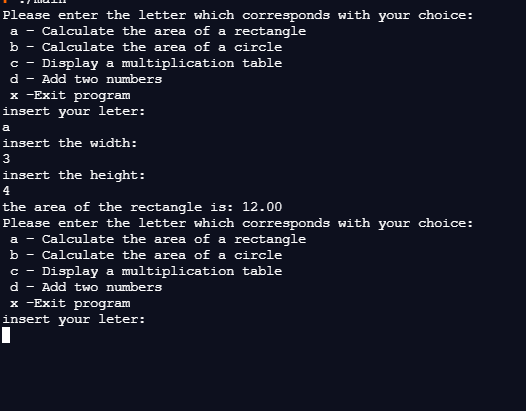 ./main
Please enter the letter which corresponds with your choice:
a - Calculate the area of a rectangle
b - Calculate the area of a circle
c - Display a multiplication table
d - Add two numbers
x -Exit program
insert your leter:
a
insert the width:
3
insert the height:
4
the area of the rectangle is: 12.00
Please enter the letter which corresponds with your choice:
a - Calculate the area of a rectangle
b - Calculate the area of a circle
c - Display a multiplication table
d - Add two numbers
x -Exit program
insert your leter: